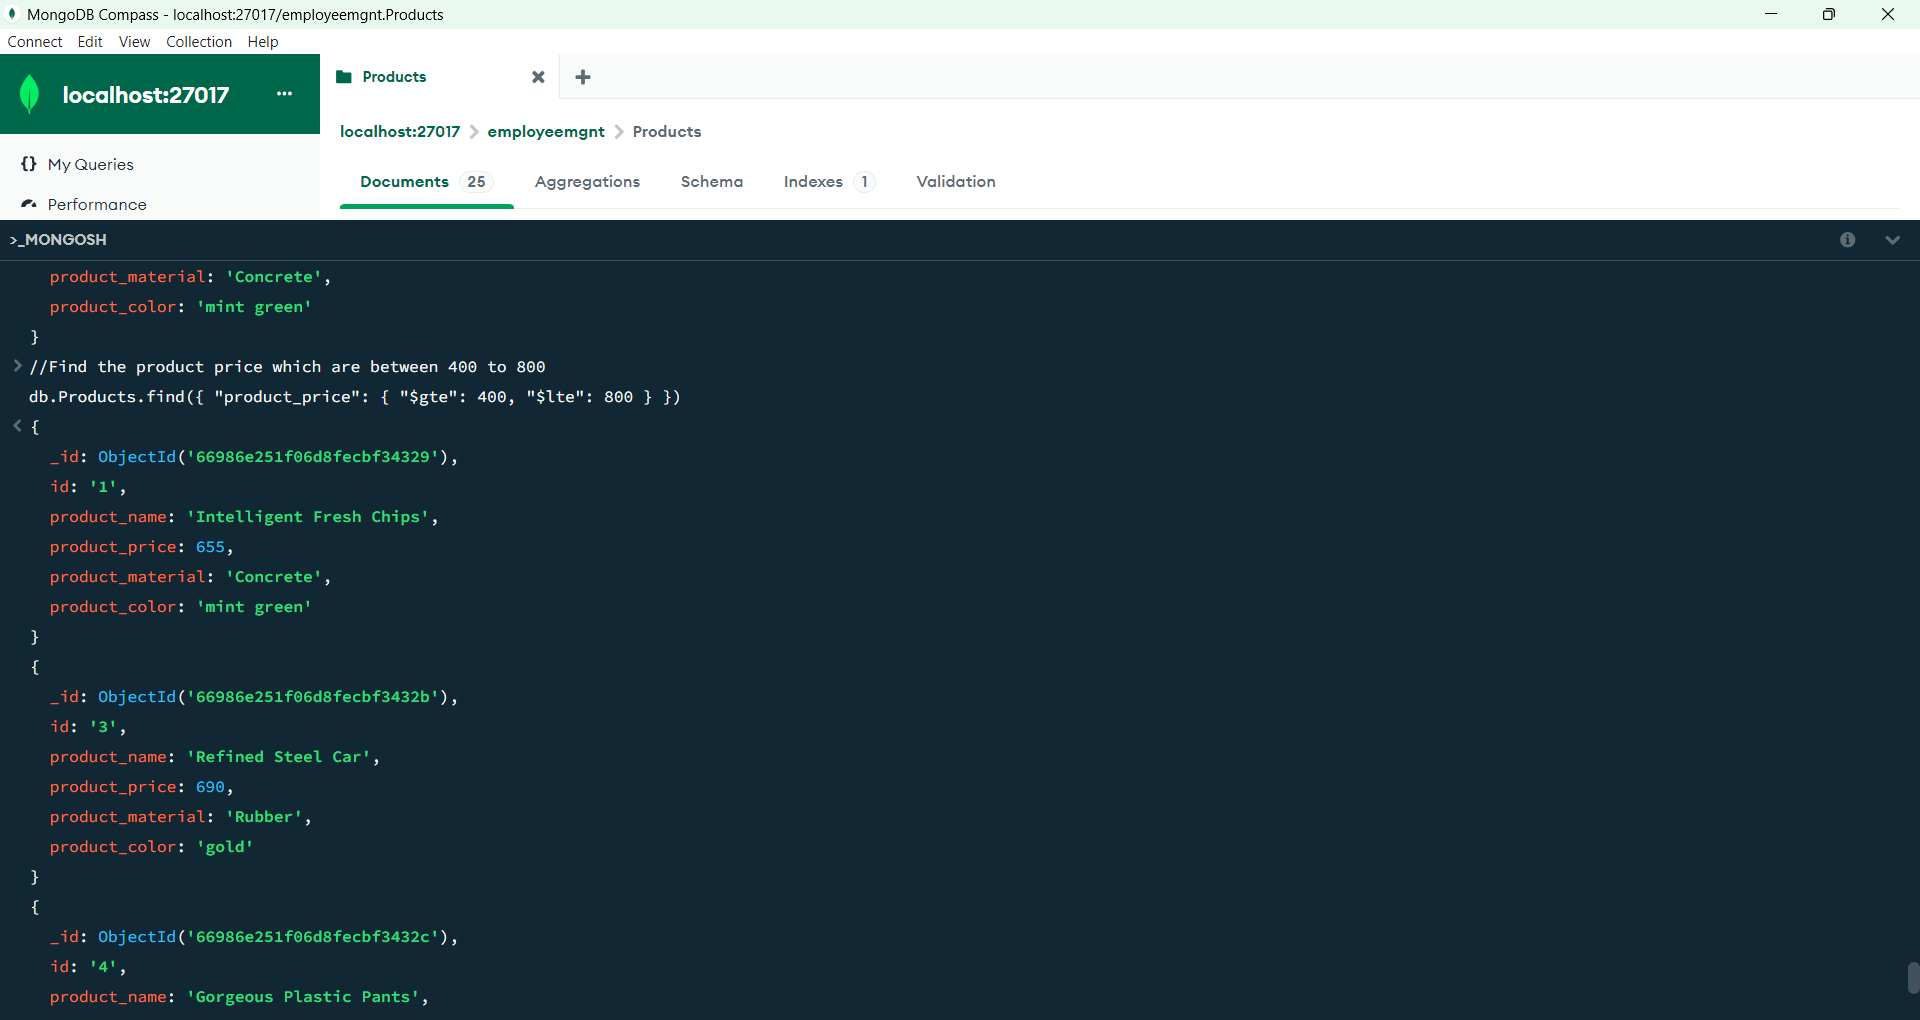 MongoDB Compass - localhost:27017/employeemgnt.Products
Connect Edit View Collection Help
localhost:27017 ...
Products
localhost:27017 > employeemgnt > Products
{} My Queries
Documents 25 Aggregations Schema Indexes 1 Validation
Performance
>_MONGOSH
product_material: 'Concrete',
product_color: 'mint green'
}
> //Find the product price which are between 400 to 800
db.Products.find({ "product_price": { "$gte": 400, "$lte": 800 } })
< {
_id: ObjectId('66986e251f06d8fecbf34329'),
id: '1',
product_name: 'Intelligent Fresh Chips',
product_price: 655,
product_material: 'Concrete',
product_color: 'mint green'
}
{
_id: ObjectId('66986e251f06d8fecbf3432b'),
id: '3',
product_name: 'Refined Steel Car',
product_price: 690,
product_material: 'Rubber',
product_color: 'gold'
}
{
_id: ObjectId('66986e251f06d8fecbf3432c'),
id: '4',
product_name: 'Gorgeous Plastic Pants',